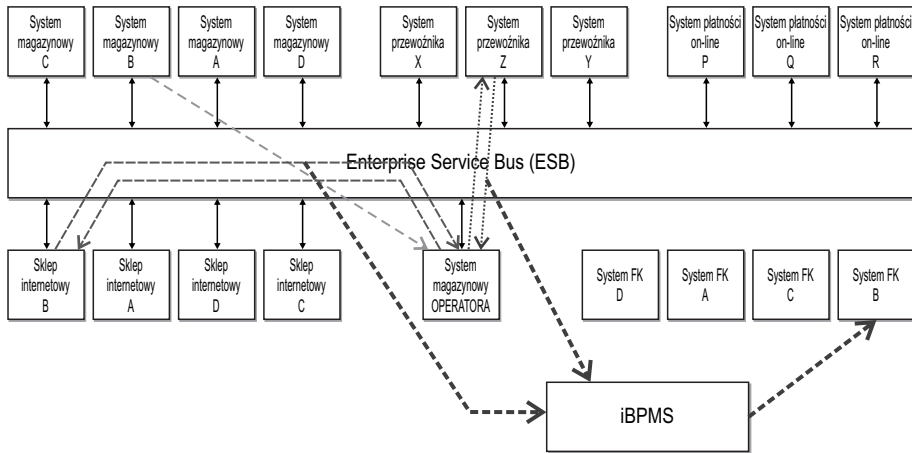 System
magazynowy
C
System
magazynowy
B
System
magazynowy
A
System
magazynowy
D
System
przewoźnika
X
System
przewoźnika
Z
System
przewoźnika
Y
System płatności
on-line
P
System płatności
on-line
Q
System płatności
on-line
R
Enterprise Service Bus (ESB)
Sklep
internetowy
B
Sklep
internetowy
A
Sklep
internetowy
D
Sklep
internetowy
C
System
magazynowy
OPERATORA
System FK
D
System FK
A
System FK
C
System FK
B
iBPMS